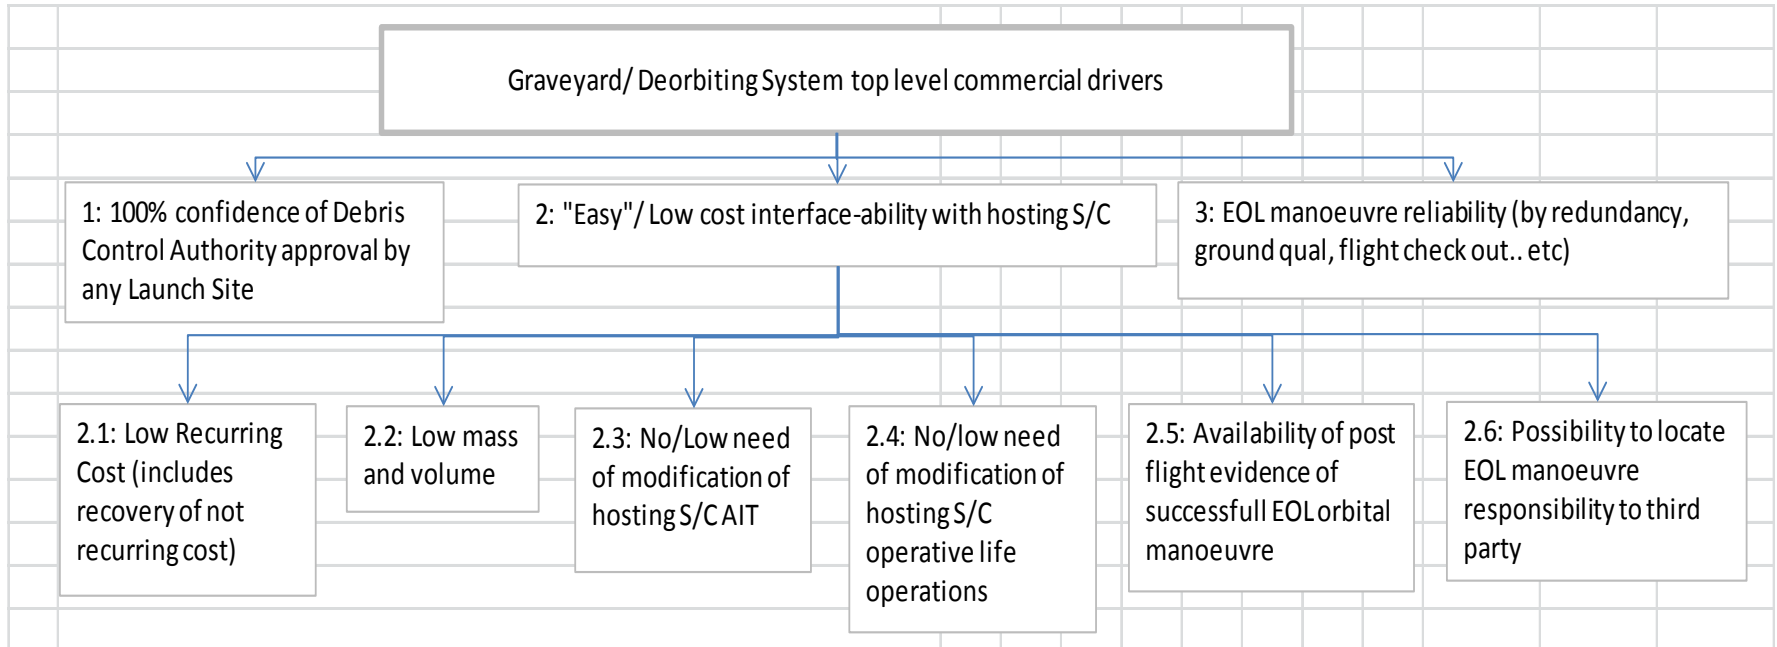 Graveyard/ Deorbiting System top level commercial drivers
1: 100% confidence of Debris
Control Authority approval by
any Launch Site
2: "Easy"/ Low cost interface-ability with hosting S/C
3: EOL manoeuvre reliability (by redundancy,
ground qual, flight check out.. etc)
2.1: Low Recurring
Cost (includes
recovery of not
recurring cost)
2.2: Low mass
and volume
2.3: No/Low need
of modification of
hosting S/C AIT
2.4: No/low need
of modification of
hosting S/C
operative life
operations
2.5: Availability of post
flight evidence of
successfull EOL orbital
manoeuvre
2.6: Possibility to locate
EOL manoeuvre
responsibility to third
party